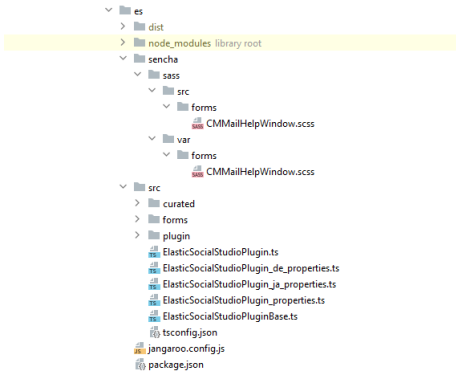 es
dist
node_modules library root
sencha
sass
src
forms
CMMailHelpWindow.scss
var
forms
CMMailHelpWindow.scss
src
curated
forms
plugin
ElasticSocialStudioPlugin.ts
ElasticSocialStudioPlugin_de_properties.ts
ElasticSocialStudioPlugin_ja_properties.ts
ElasticSocialStudioPlugin_properties.ts
ElasticSocialStudioPluginBase.ts
tsconfig.json
jangaroo.config.js
package.json